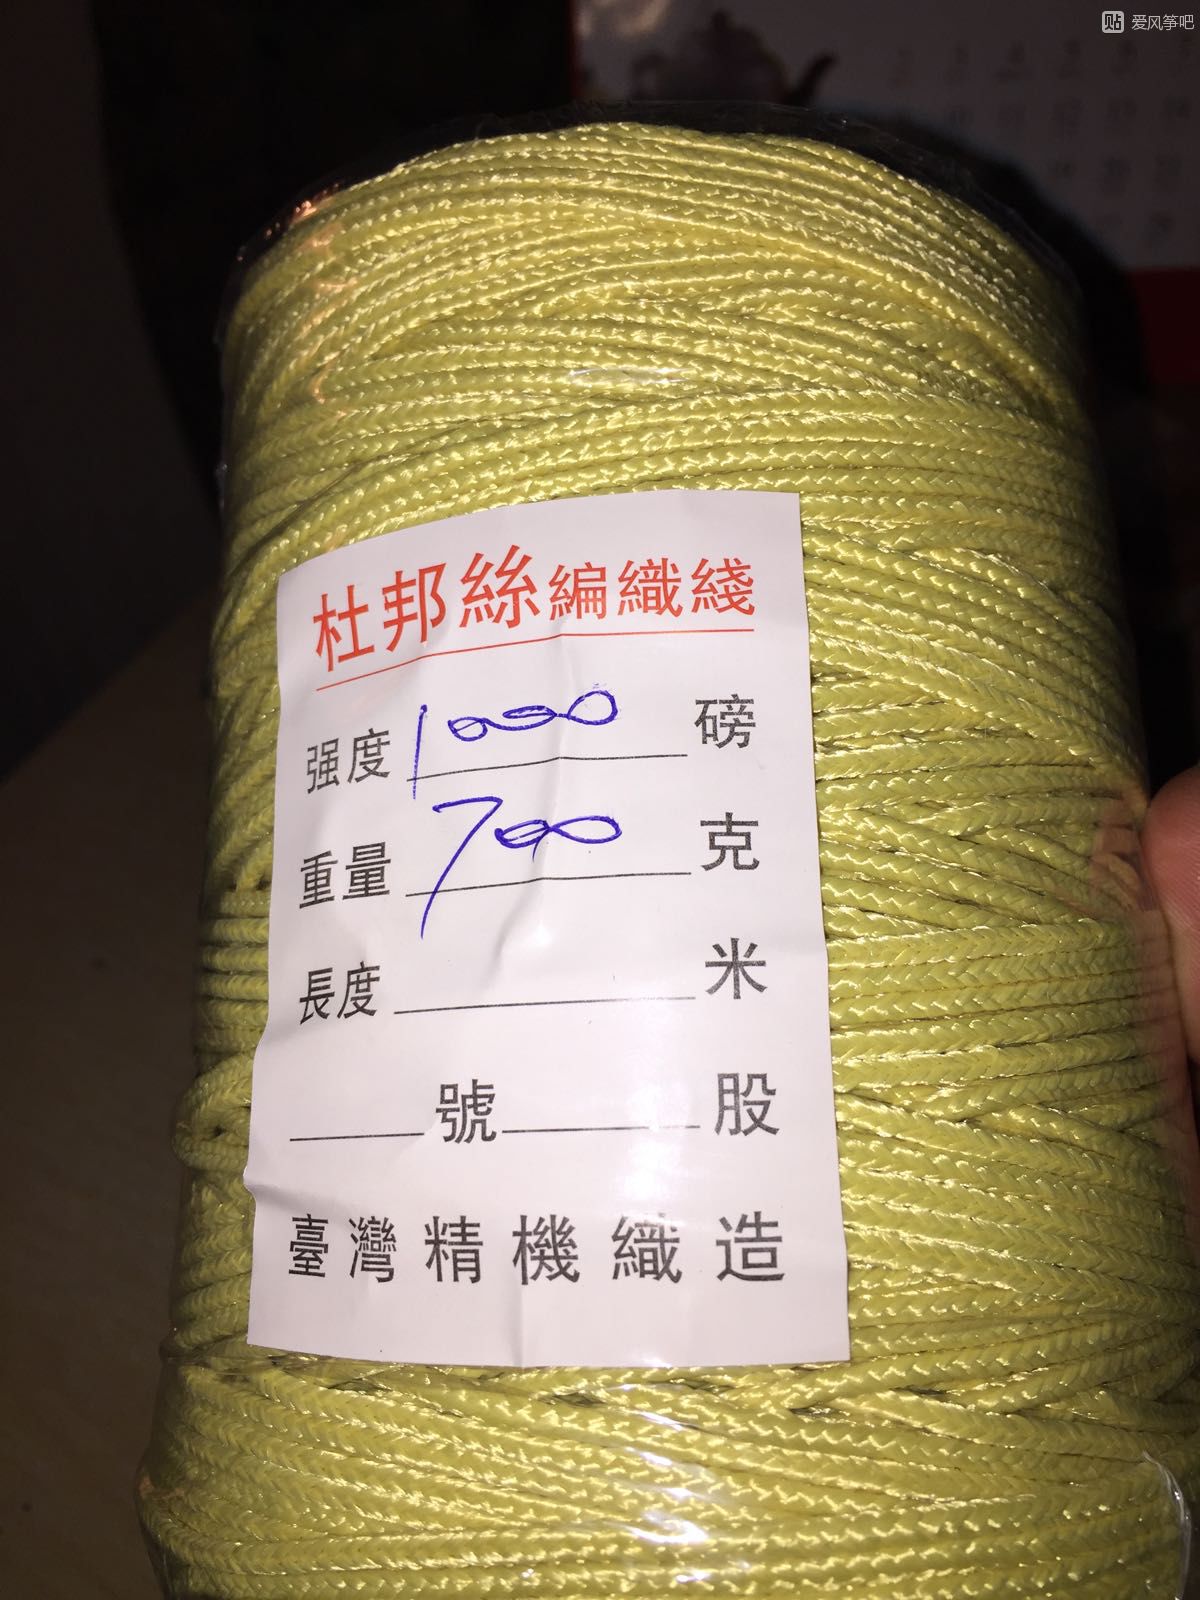 贴 爱风筝吧
杜邦絲編織綫
强度 1000 磅
重量 700 克
長度 米
號 股
臺灣精機織造